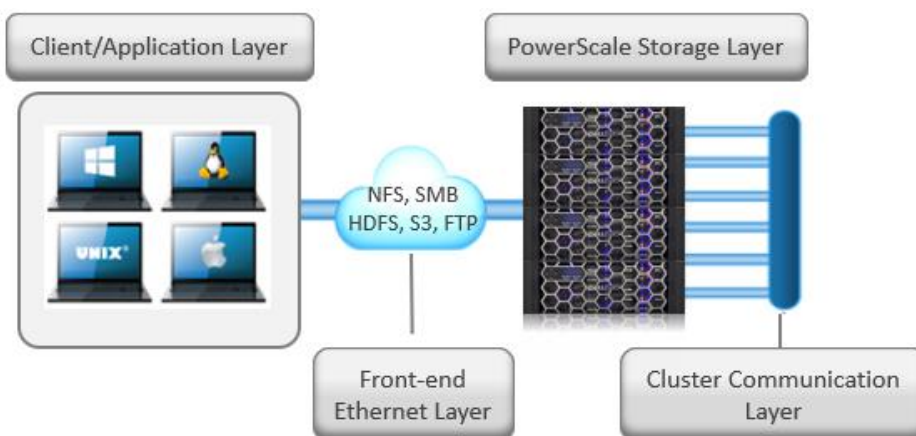 Client/Application Layer
PowerScale Storage Layer
UNIX®
NFS, SMB
HDFS, S3, FTP
Front-end
Ethernet Layer
Cluster Communication
Layer